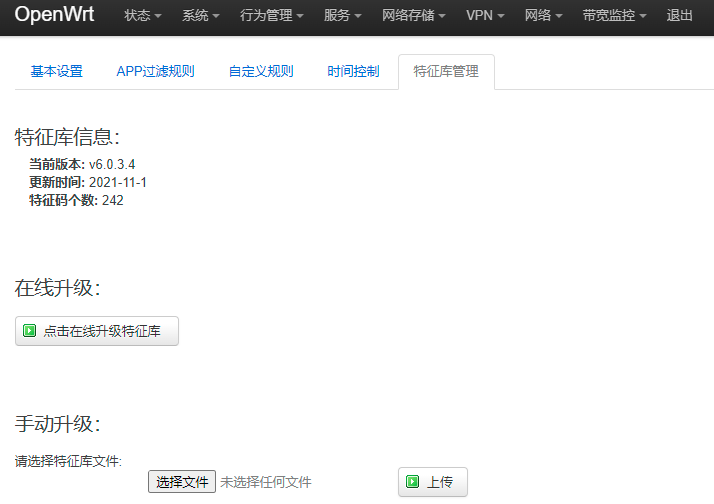 OpenWrt 状态 系统 行为管理 服务 网络存储 VPN 网络 带宽监控 退出
基本设置 APP过滤规则 自定义规则 时间控制 特征库管理
特征库信息：
当前版本: v6.0.3.4
更新时间: 2021-11-1
特征码个数: 242
在线升级：
点击在线升级特征库
手动升级：
请选择特征库文件:
选择文件 未选择任何文件 上传